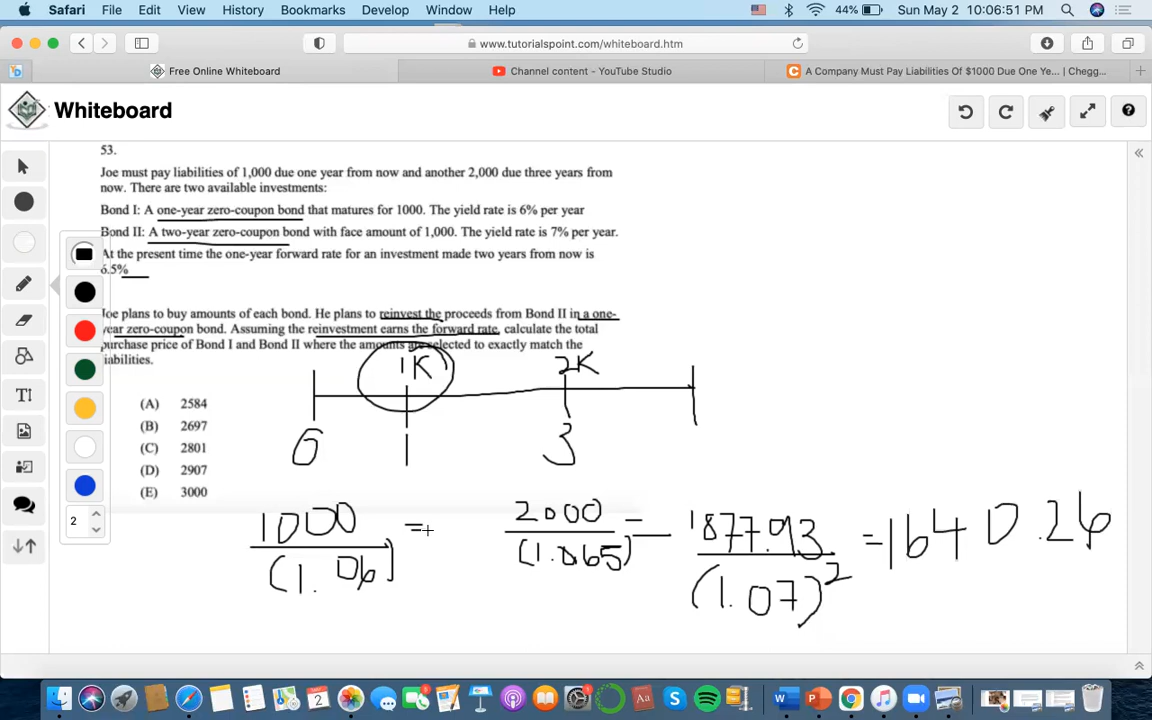 Safari File Edit View History Bookmarks Develop Window Help 44% Sun May 2 10:06:51 PM
www.tutorialspoint.com/whiteboard.htm
Free Online Whiteboard Channel content - YouTube Studio A Company Must Pay Liabilities Of $1000 Due One Ye... | Chegg...
Whiteboard
53.
Joe must pay liabilities of 1,000 due one year from now and another 2,000 due three years from
now. There are two available investments:
Bond I: A one-year zero-coupon bond that matures for 1000. The yield rate is 6% per year
Bond II: A two-year zero-coupon bond with face amount of 1,000. The yield rate is 7% per year.
At the present time the one-year forward rate for an investment made two years from now is
6.5%
Joe plans to buy amounts of each bond. He plans to reinvest the proceeds from Bond II in a one-
year zero-coupon bond. Assuming the reinvestment earns the forward rate, calculate the total
purchase price of Bond I and Bond II where the amounts are selected to exactly match the
liabilities.
1K 2K
(A) 2584
(B) 2697
(C) 2801
(D) 2907
(E) 3000
0 1 3
1000 = 2000 = 1877.93 = 1640.26
(1.06) (1.065) (1.07)2
TI
2